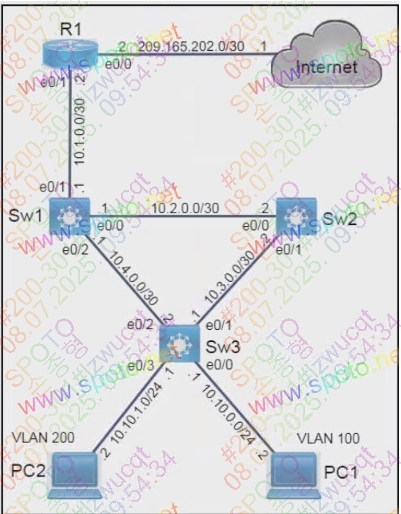 R1
.2 209.165.202.0/30 .1
Internet
e0/0
e0/1
.2
10.1.0.0/30
.1
e0/1
Sw1
.1 10.2.0.0/30 .2
Sw2
e0/0
e0/0
e0/2
e0/1
.1 10.4.0.0/30 .2
.2 10.3.0.0/30 .1
e0/2
e0/1
Sw3
e0/3
e0/0
.1 10.10.1.0/24 .2
.1 10.10.0.0/24 .2
VLAN 200
VLAN 100
PC2
PC1
www.spoto.net
#200-301#lzwucqt
08.07.2025. 09:54:34
SPOTO